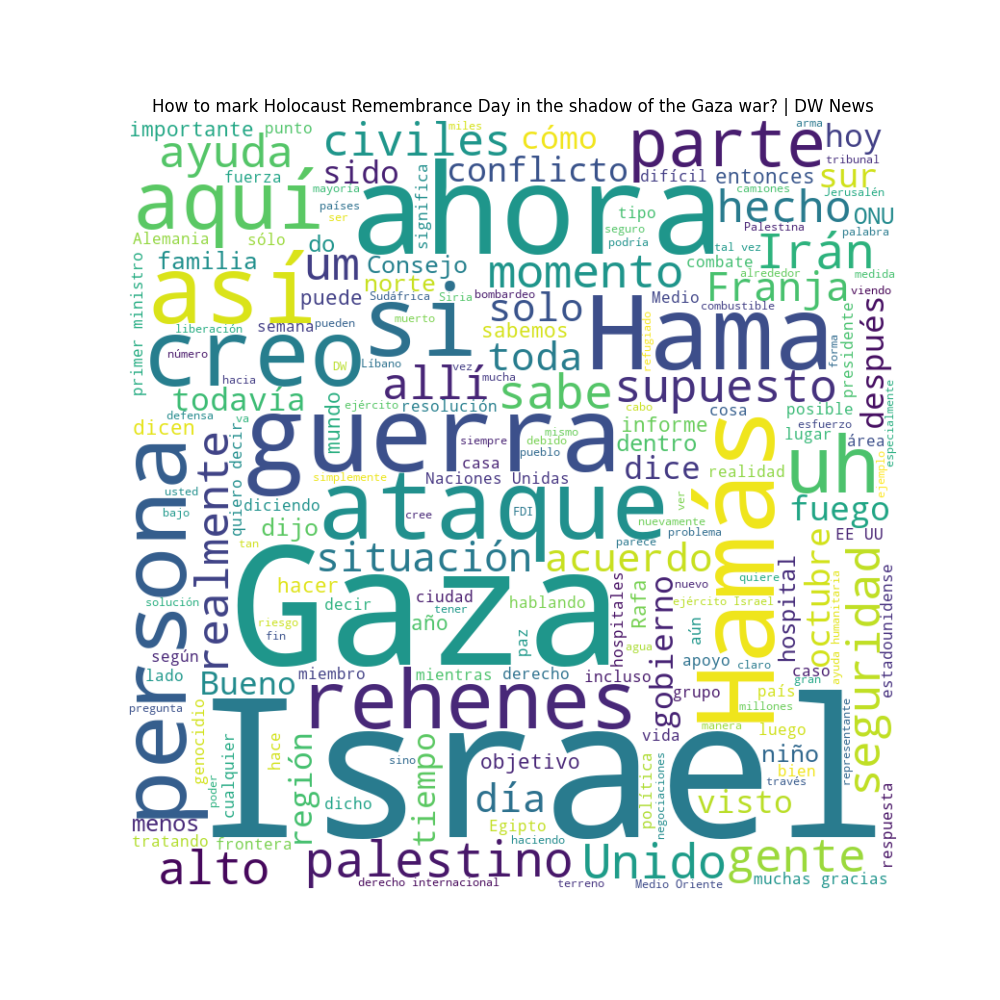 How to mark Holocaust Remembrance Day in the shadow of the Gaza war? | DW News
importante
punto
civiles
miles
cómo
parte
arma
hoy
ayuda
sido
conflicto
difícil
entonces
tribunal
sur
fuerza
mayoría
significa
camiones
Jerusalén
aquí
ahora
países
ser
tipo
seguro
podría
hecho
Palestina
ONU
palabra
Alemania
sólo
do
tal vez
Irán
familia
um
Consejo
momento
combate
alrededor
medida
primer ministro
así
norte
Franja
viendo
puede
Sudáfrica
Siria
bombardeo
solo
Medio
combustible
presidente
después
liberación
semana
pueden
muerto
si
sabemos
Hama
refugiado
forma
número
creo
DW
Líbano
vez
toda
hacia
allí
mucha
sabe
supuesto
especialmente
todavía
mundo
ejército
resolución
cabo
cosa
posible
defensa
va
mismo
informe
esfuerzo
dicen
quiero decir
guerra
siempre
debido
pueblo
dentro
lugar
área
persona
realmente
casa
dice
realidad
Hamás
uh
ejemplo
simplemente
Naciones Unidas
usted
diciendo
ataque
ver
fuego
bajo
cree
FDI
nuevamente
tan
dijo
problema
EE UU
situación
parece
acuerdo
octubre
seguridad
estadounidense
Gaza
hacer
ciudad
hospitales
Rafa
gobierno
nuevo
quiere
hospital
ayuda humanitaria
solución
decir
tener
hablando
ejército Israel
riesgo
año
aún
fin
paz
agua
según
apoyo
claro
caso
lado
Bueno
miembro
mientras
derecho
incluso
grupo
país
gran
pregunta
rehenes
millones
genocidio
vida
manera
luego
representante
cualquier
hace
región
tiempo
Israel
niño
sino
objetivo
política
negociaciones
bien
través
poder
dicho
día
visto
respuesta
menos
Egipto
tratando
frontera
haciendo
alto
palestino
Unido
gente
derecho internacional
terreno
Medio Oriente
muchas gracias